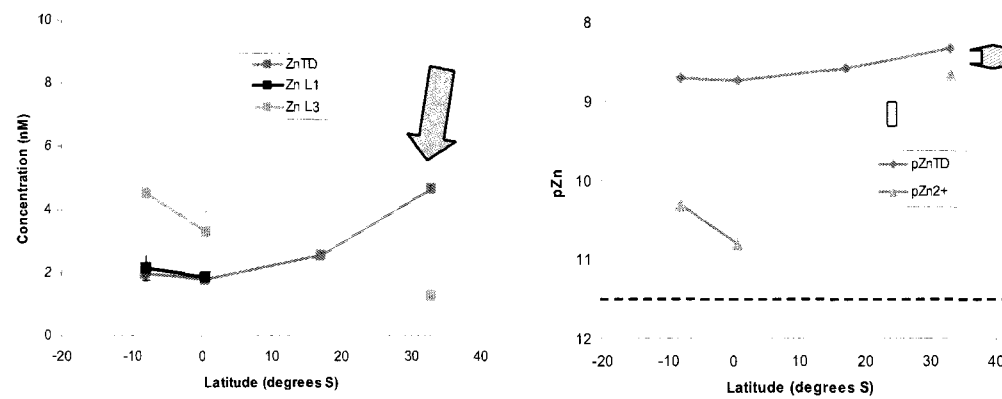 10
8
6
4
2
0
-20
-10
0
10
20
30
40
Concentration (nM)
Latitude (degrees S)
ZnTD
Zn L1
Zn L3
8
9
10
11
12
-20
-10
0
10
20
30
40
pZn
Latitude (degrees S)
pZnTD
pZn2+